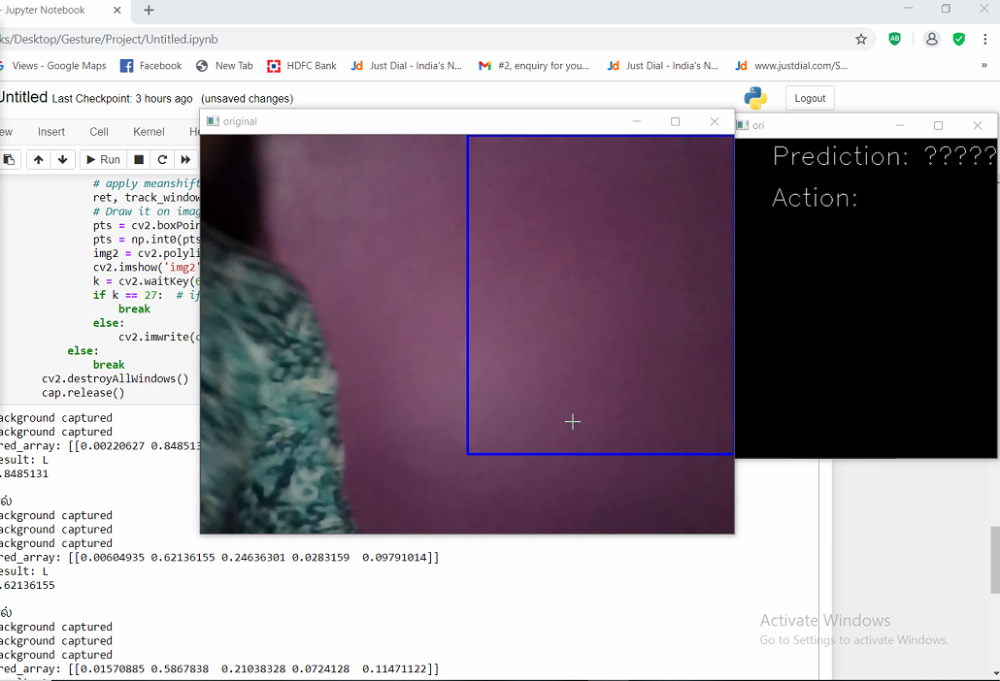 - Jupyter Notebook
ks/Desktop/Gesture/Project/Untitled.ipynb
AB
Views - Google Maps Facebook New Tab HDFC Bank Jd Just Dial - India's N... #2, enquiry for you... Jd Just Dial - India's N... Jd www.justdial.com/S... »
Untitled Last Checkpoint: 3 hours ago (unsaved changes)
Logout
ew Insert Cell Kernel He
Run
original
ori
Prediction: ?????
Action:
# apply meanshift
ret, track_window
# Draw it on imag
pts = cv2.boxPoin
pts = np.int0(pts
img2 = cv2.polylin
cv2.imshow('img2'
k = cv2.waitKey(6
if k == 27: # if
break
else:
cv2.imwrite(c
else:
break
cv2.destroyAllWindows()
cap.release()
ackground captured
ackground captured
red_array: [[0.00220627 0.848513
esult: L
.8485131
ல்
ackground captured
ackground captured
ackground captured
red_array: [[0.00604935 0.62136155 0.24636301 0.0283159 0.09791014]]
esult: L
.62136155
ல்
ackground captured
ackground captured
ackground captured
red_array: [[0.01570885 0.5867838 0.21038328 0.0724128 0.11471122]]
Activate Windows
Go to Settings to activate Windows.